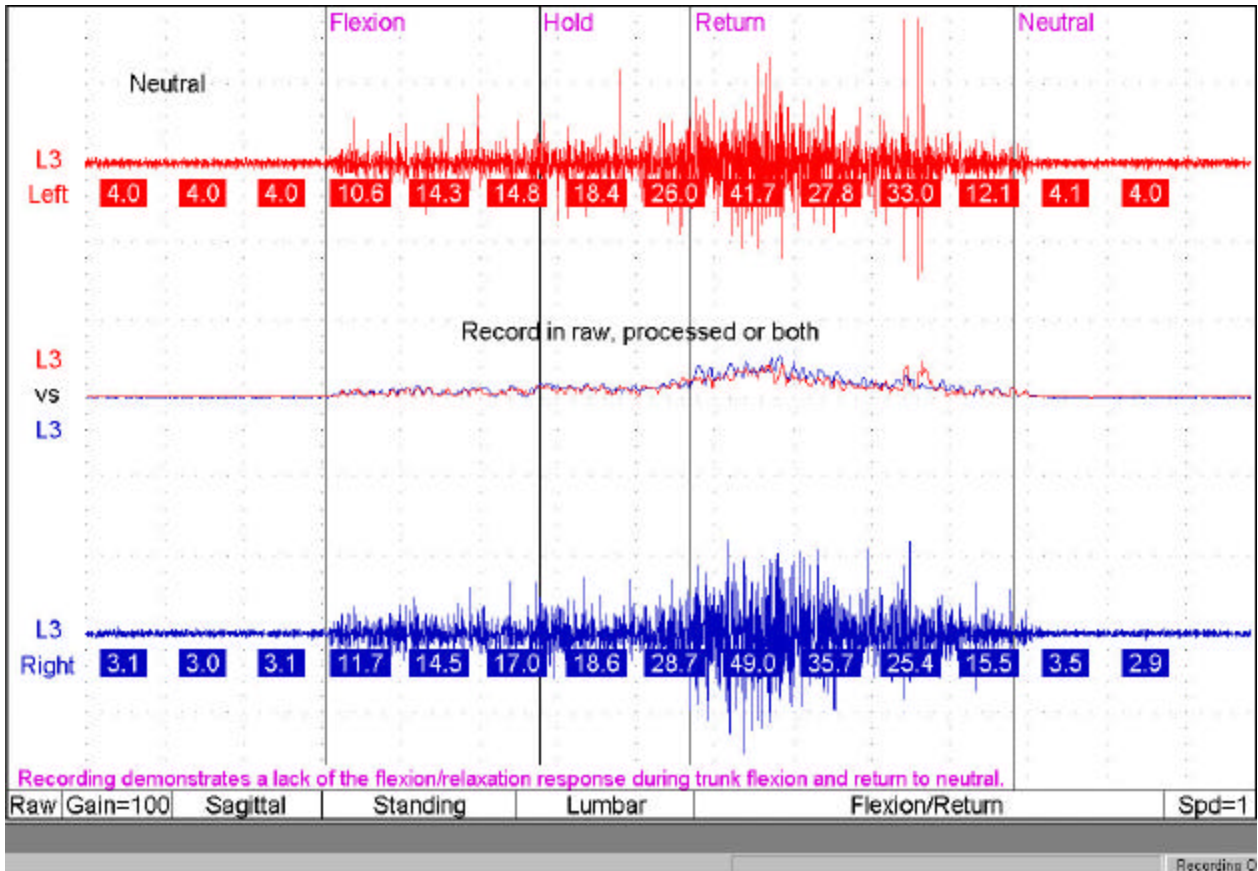 Flexion Hold Return Neutral
Neutral
L3
Left 4.0 4.0 4.0 10.6 14.3 14.8 18.4 26.0 41.7 27.8 33.0 12.1 4.1 4.0
Record in raw, processed or both
L3
vs
L3
L3
Right 3.1 3.0 3.1 11.7 14.5 17.0 18.6 28.7 49.0 35.7 25.4 15.5 3.5 2.9
Recording demonstrates a lack of the flexion/relaxation response during trunk flexion and return to neutral.
Raw Gain=100 Sagittal Standing Lumbar Flexion/Return Spd=1
Recording